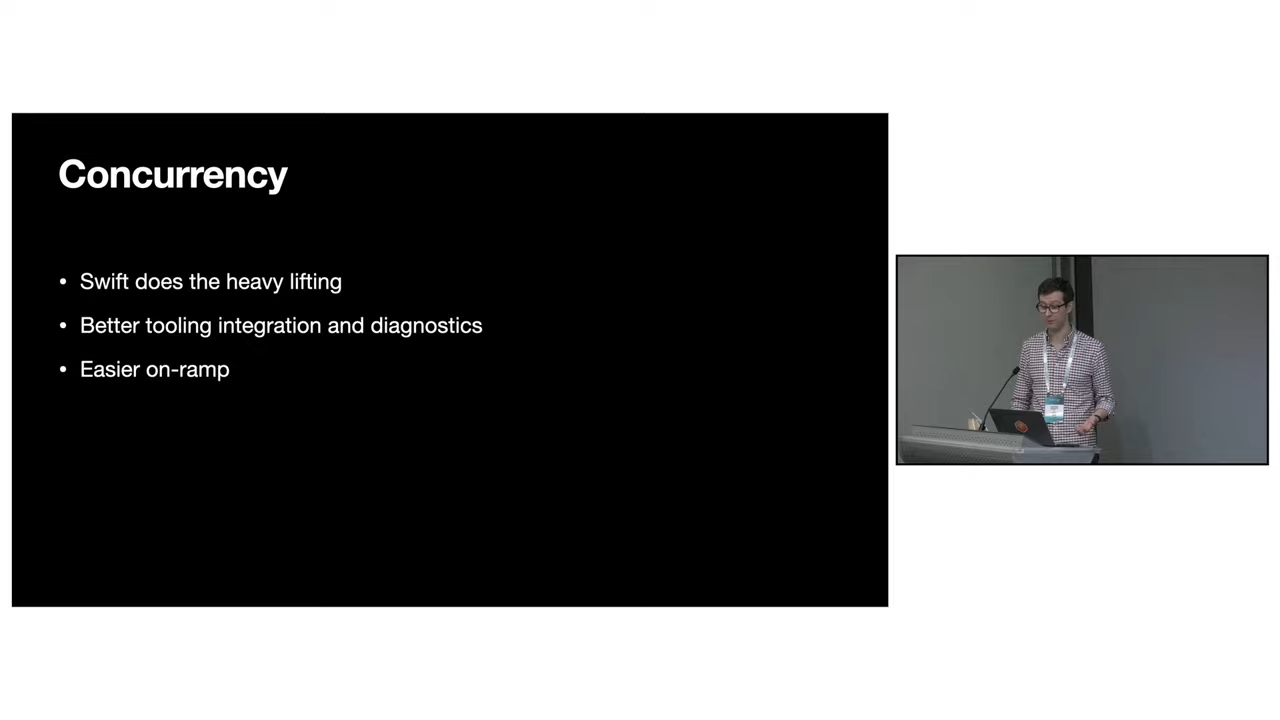 Concurrency
• Swift does the heavy lifting
• Better tooling integration and diagnostics
• Easier on-ramp